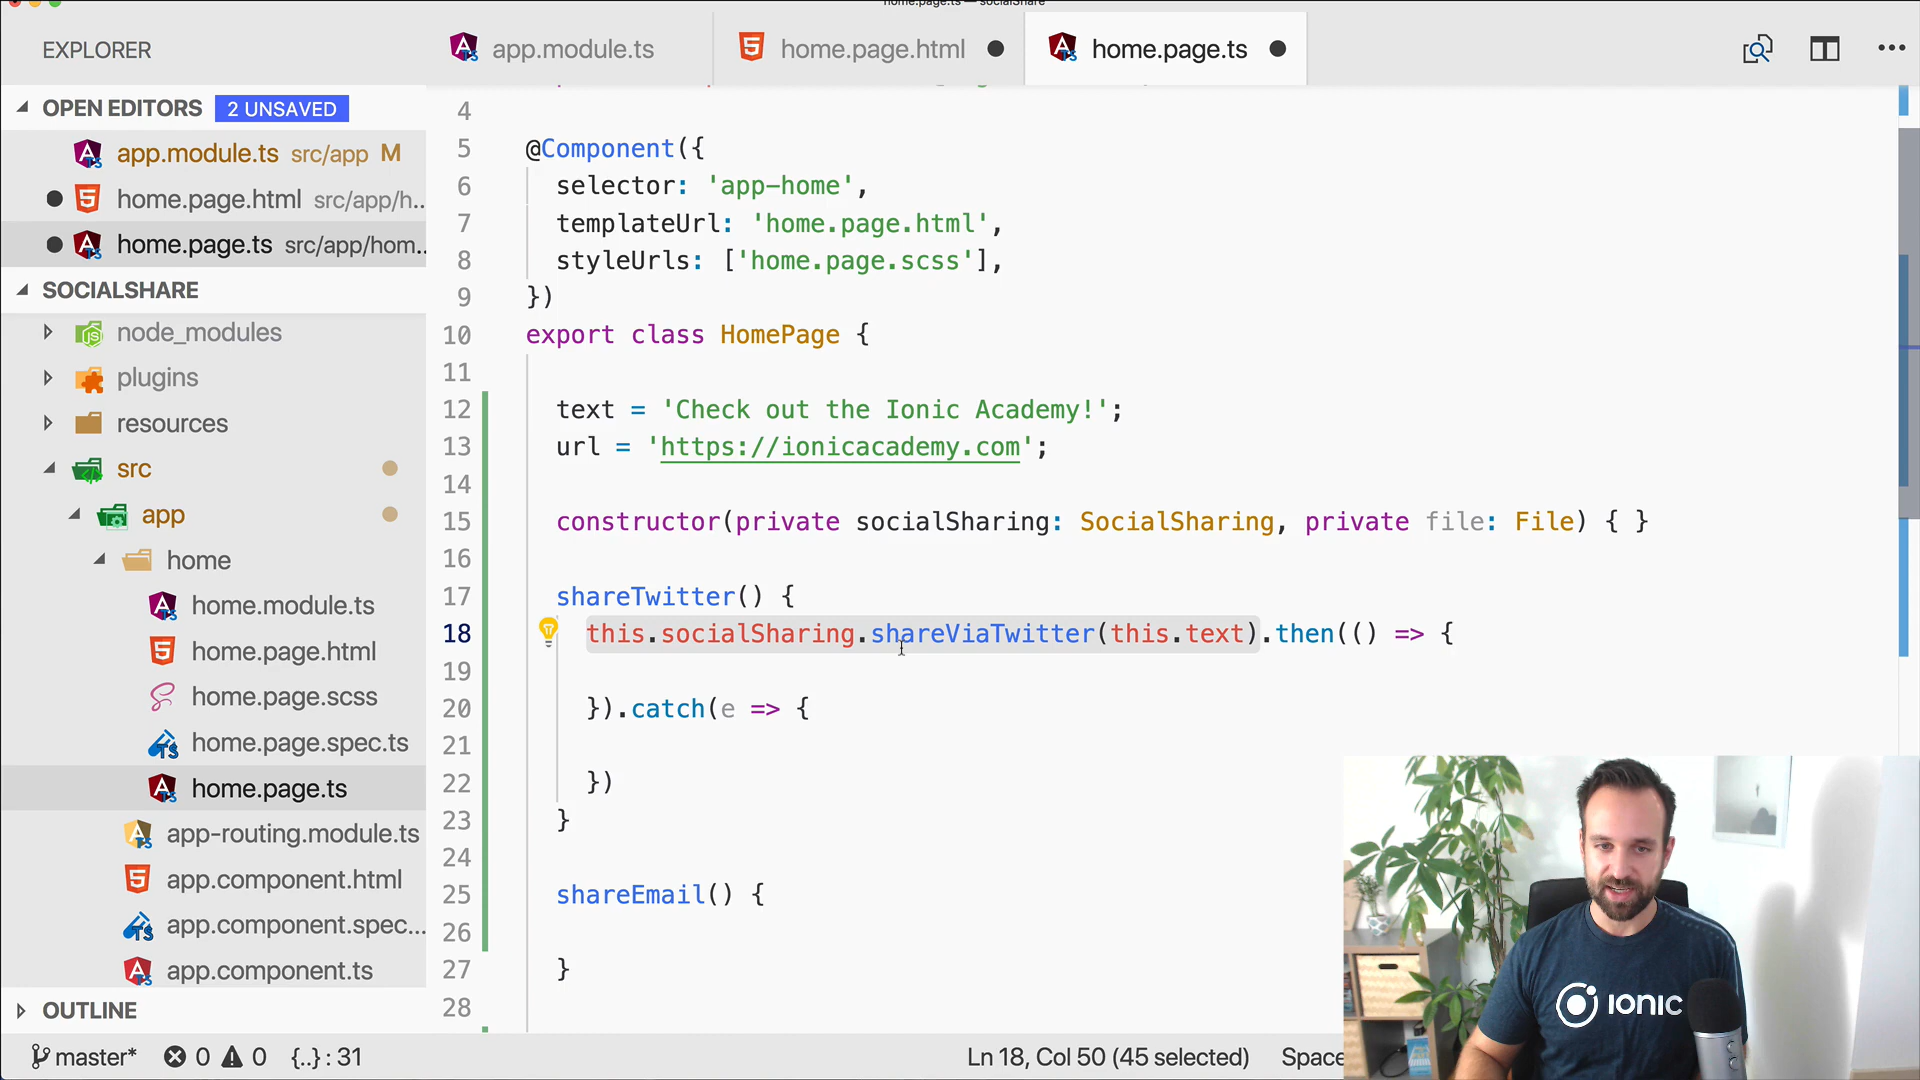 home.page.ts — socialShare
EXPLORER
app.module.ts
home.page.html
home.page.ts
OPEN EDITORS 2 UNSAVED
app.module.ts src/app M
home.page.html src/app/h...
home.page.ts src/app/hom...
SOCIALSHARE
node_modules
plugins
resources
src
app
home
home.module.ts
home.page.html
home.page.scss
home.page.spec.ts
home.page.ts
app-routing.module.ts
app.component.html
app.component.spec...
app.component.ts
OUTLINE
4
5 @Component({
6 selector: 'app-home',
7 templateUrl: 'home.page.html',
8 styleUrls: ['home.page.scss'],
9 })
10 export class HomePage {
11
12 text = 'Check out the Ionic Academy!';
13 url = 'https://ionicacademy.com';
14
15 constructor(private socialSharing: SocialSharing, private file: File) { }
16
17 shareTwitter() {
18 this.socialSharing.shareViaTwitter(this.text).then(() => {
19
20 }).catch(e => {
21
22 })
23 }
24
25 shareEmail() {
26
27 }
28
master* 0 0 {..} : 31
Ln 18, Col 50 (45 selected) Space
IONIC